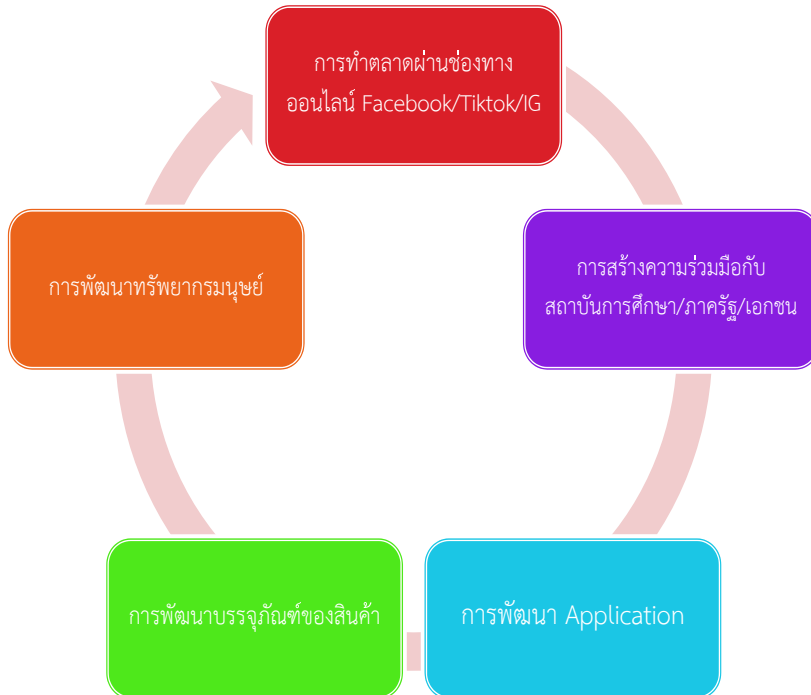 การทำตลาดผ่านช่องทาง
ออนไลน์ Facebook/Tiktok/IG
การสร้างความร่วมมือกับ
สถาบันการศึกษา/ภาครัฐ/เอกชน
การพัฒนา Application
การพัฒนาบรรจุภัณฑ์ของสินค้า
การพัฒนาทรัพยากรมนุษย์